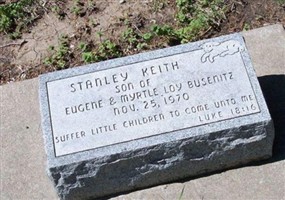 STANLEY KEITH
SON OF
EUGENE & MYRTLE LOY BUSENITZ
NOV. 25, 1970
SUFFER LITTLE CHILDREN TO COME UNTO ME
LUKE 18:16